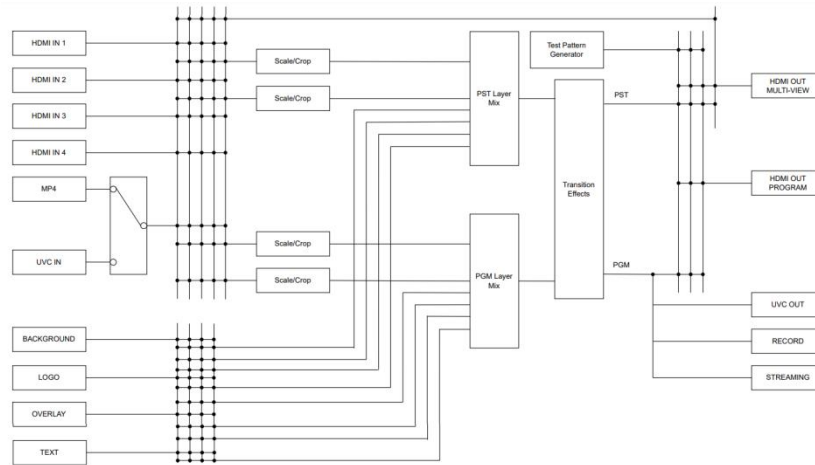 HDMI IN 1
HDMI IN 2
HDMI IN 3
HDMI IN 4
MP4
UVC IN
BACKGROUND
LOGO
OVERLAY
TEXT
Scale/Crop
Scale/Crop
Scale/Crop
Scale/Crop
PST Layer
Mix
PGM Layer
Mix
Test Pattern
Generator
Transition
Effects
PST
PGM
HDMI OUT
MULTI-VIEW
HDMI OUT
PROGRAM
UVC OUT
RECORD
STREAMING